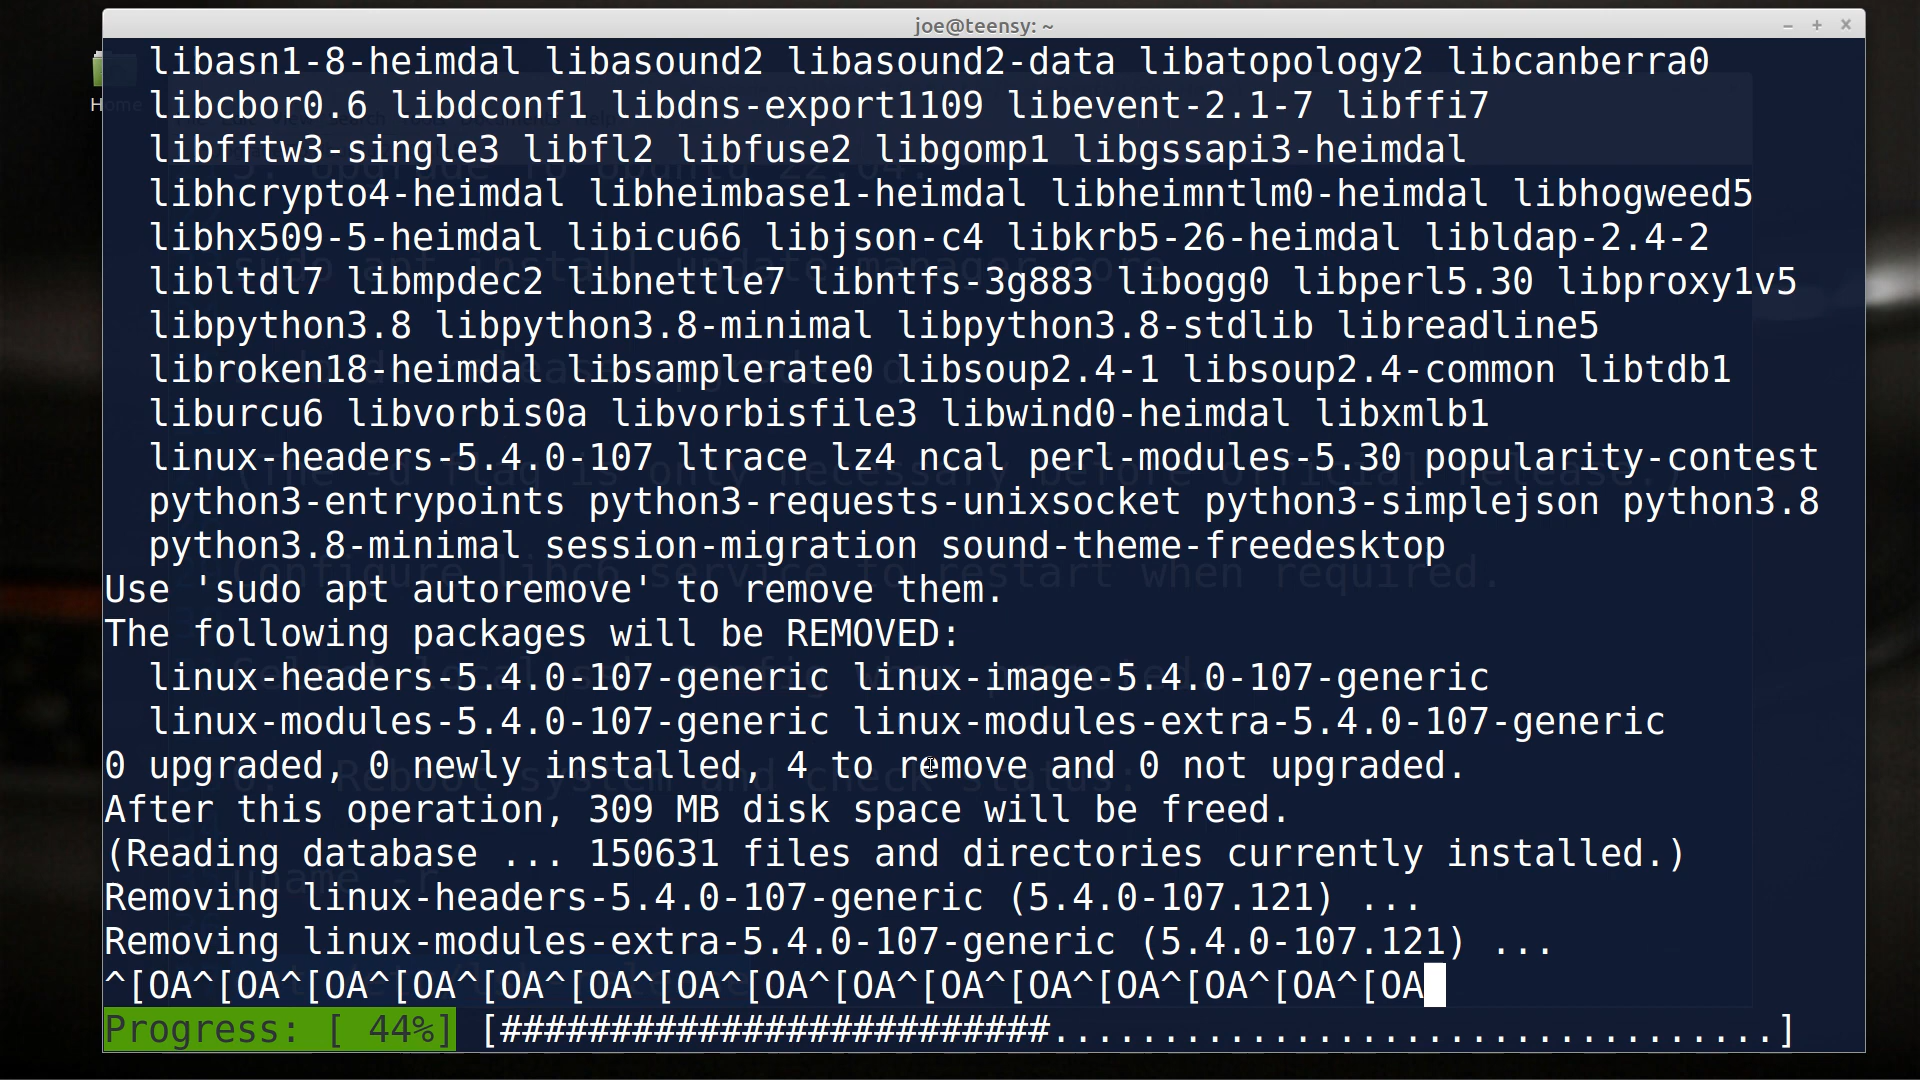 joe@teensy: ~
Home
libasn1-8-heimdal libasound2 libasound2-data libatopology2 libcanberra0
libcbor0.6 libdconf1 libdns-export1109 libevent-2.1-7 libffi7
libfftw3-single3 libfl2 libfuse2 libgomp1 libgssapi3-heimdal
libhcrypto4-heimdal libheimbase1-heimdal libheimntlm0-heimdal libhogweed5
libhx509-5-heimdal libicu66 libjson-c4 libkrb5-26-heimdal libldap-2.4-2
libltdl7 libmpdec2 libnettle7 libntfs-3g883 libogg0 libperl5.30 libproxy1v5
libpython3.8 libpython3.8-minimal libpython3.8-stdlib libreadline5
libroken18-heimdal libsamplerate0 libsoup2.4-1 libsoup2.4-common libtdb1
liburcu6 libvorbis0a libvorbisfile3 libwind0-heimdal libxmlb1
linux-headers-5.4.0-107 ltrace lz4 ncal perl-modules-5.30 popularity-contest
python3-entrypoints python3-requests-unixsocket python3-simplejson python3.8
python3.8-minimal session-migration sound-theme-freedesktop
Use 'sudo apt autoremove' to remove them.
The following packages will be REMOVED:
linux-headers-5.4.0-107-generic linux-image-5.4.0-107-generic
linux-modules-5.4.0-107-generic linux-modules-extra-5.4.0-107-generic
0 upgraded, 0 newly installed, 4 to remove and 0 not upgraded.
After this operation, 309 MB disk space will be freed.
(Reading database ... 150631 files and directories currently installed.)
Removing linux-headers-5.4.0-107-generic (5.4.0-107.121) ...
Removing linux-modules-extra-5.4.0-107-generic (5.4.0-107.121) ...
^[OA^[OA^[OA^[OA^[OA^[OA^[OA^[OA^[OA^[OA^[OA^[OA^[OA^[OA^[OA
Progress: [ 44%] [#########################.................................]